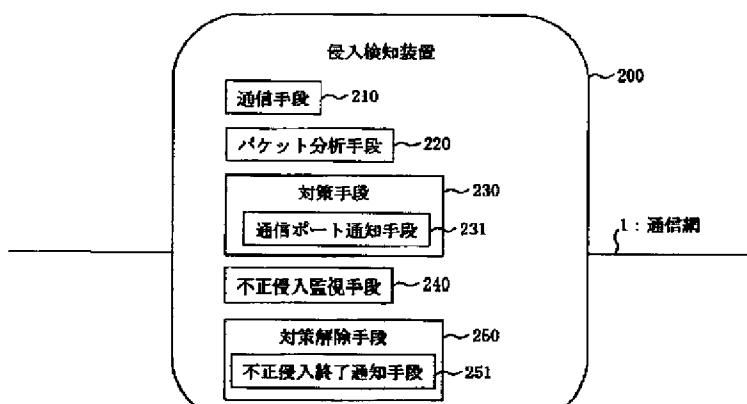 侵入検知装置
200
通信手段 210
パケット分析手段 220
対策手段 230
通信ポート通知手段 231
1:通信網
不正侵入監視手段 240
対策解除手段 250
不正侵入終了通知手段 251